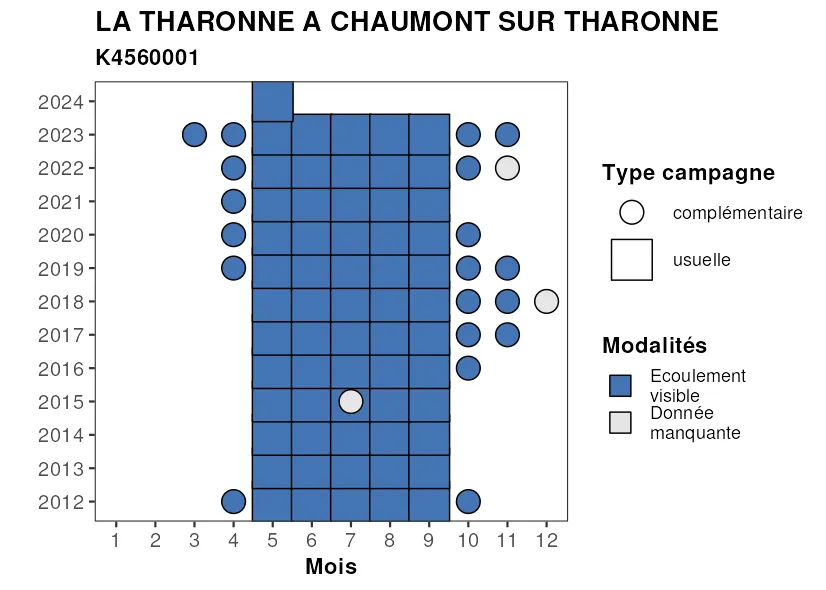 LA THARONNE A CHAUMONT SUR THARONNE
K4560001
2024
2023
2022
2021
2020
2019
2018
2017
2016
2015
2014
2013
2012
1 2 3 4 5 6 7 8 9 10 11 12
Mois
Type campagne
complémentaire
usuelle
Modalités
Ecoulement
visible
Donnée
manquante